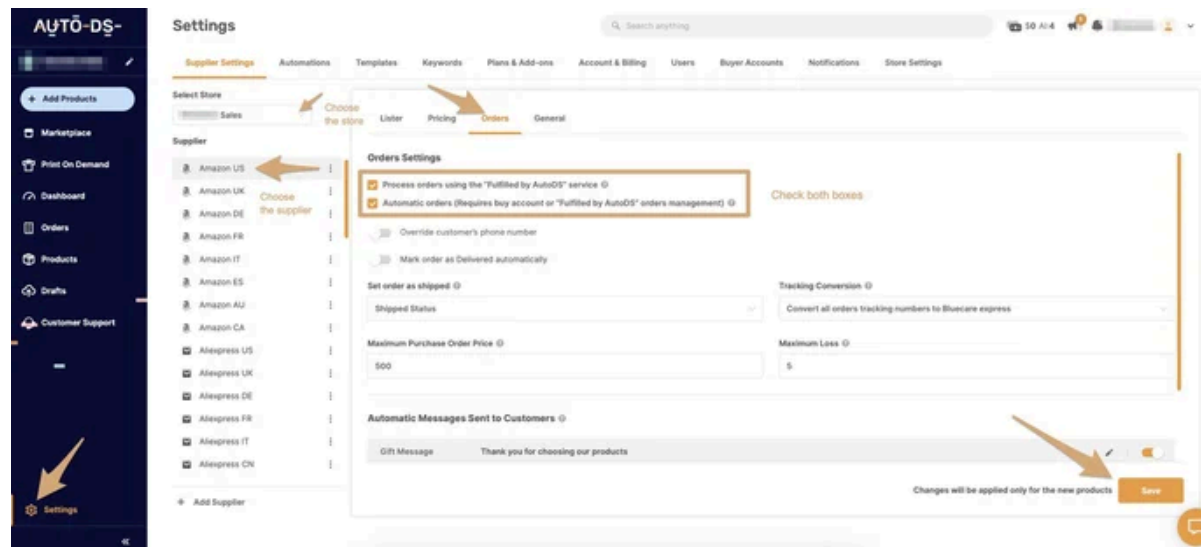 AUTO-DS-
Settings
Search anything
50 AI4
Supplier Settings Automations Templates Keywords Plans & Add-ons Account & Billing Users Buyer Accounts Notifications Store Settings
+ Add Products
Marketplace
Print On Demand
Dashboard
Orders
Products
Drafts
Customer Support
Settings
«
Select Store
Sales
Choose
the store
Supplier
Amazon US
Amazon UK
Amazon DE
Amazon FR
Amazon IT
Amazon ES
Amazon AU
Amazon CA
Aliexpress US
Aliexpress UK
Aliexpress DE
Aliexpress FR
Aliexpress IT
Aliexpress CN
+ Add Supplier
Choose
the supplier
Lister Pricing Orders General
Orders Settings
Process orders using the "Fulfilled by AutoDS" service
Automatic orders (Requires buy account or "Fulfilled by AutoDS" orders management)
Check both boxes
Override customer's phone number
Mark order as Delivered automatically
Set order as shipped
Shipped Status
Tracking Conversion
Convert all orders tracking numbers to Bluecare express
Maximum Purchase Order Price
500
Maximum Loss
5
Automatic Messages Sent to Customers
Gift Message Thank you for choosing our products
Changes will be applied only for the new products
Save